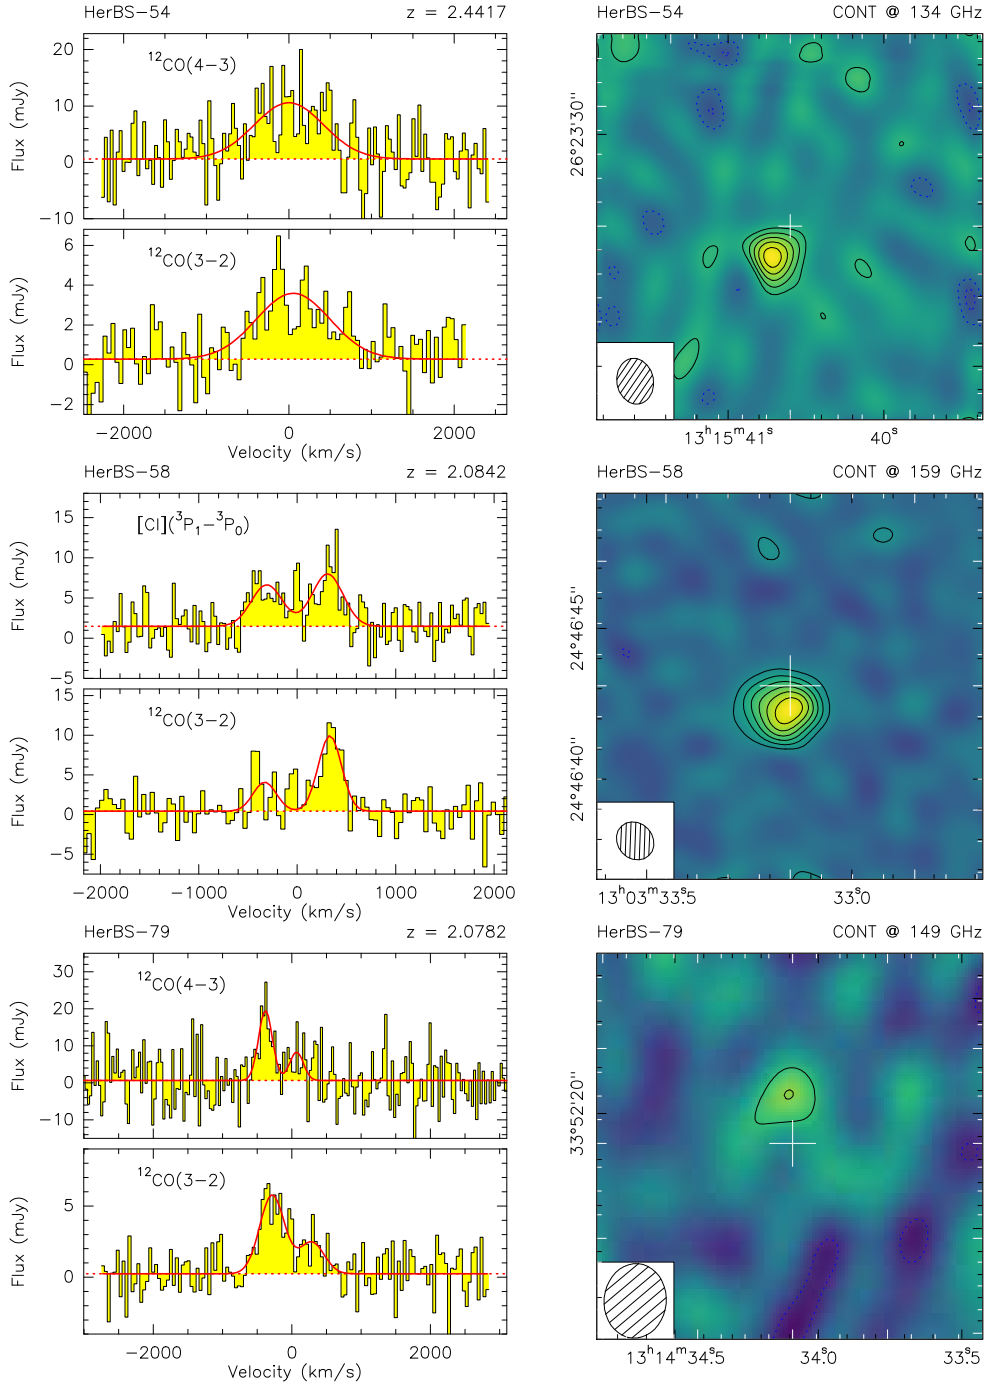 HerBS−54 z = 2.4417
¹²CO(4−3)
20
10
0
−10
Flux (mJy)
¹²CO(3−2)
6
4
2
0
−2
Flux (mJy)
−2000 0 2000
Velocity (km/s)
HerBS−54 CONT @ 134 GHz
26°23'30''
13ʰ15ᵐ41ˢ 40ˢ
HerBS−58 z = 2.0842
[CI](³P₁−³P₀)
15
10
5
0
−5
Flux (mJy)
¹²CO(3−2)
15
10
5
0
−5
Flux (mJy)
−2000 −1000 0 1000 2000
Velocity (km/s)
HerBS−58 CONT @ 159 GHz
24°46'45''
24°46'40''
13ʰ03ᵐ33ˢ.5 33ˢ.0
HerBS−79 z = 2.0782
¹²CO(4−3)
30
20
10
0
−10
Flux (mJy)
¹²CO(3−2)
5
0
Flux (mJy)
−2000 0 2000
Velocity (km/s)
HerBS−79 CONT @ 149 GHz
33°52'20''
13ʰ14ᵐ34ˢ.5 34ˢ.0 33ˢ.5